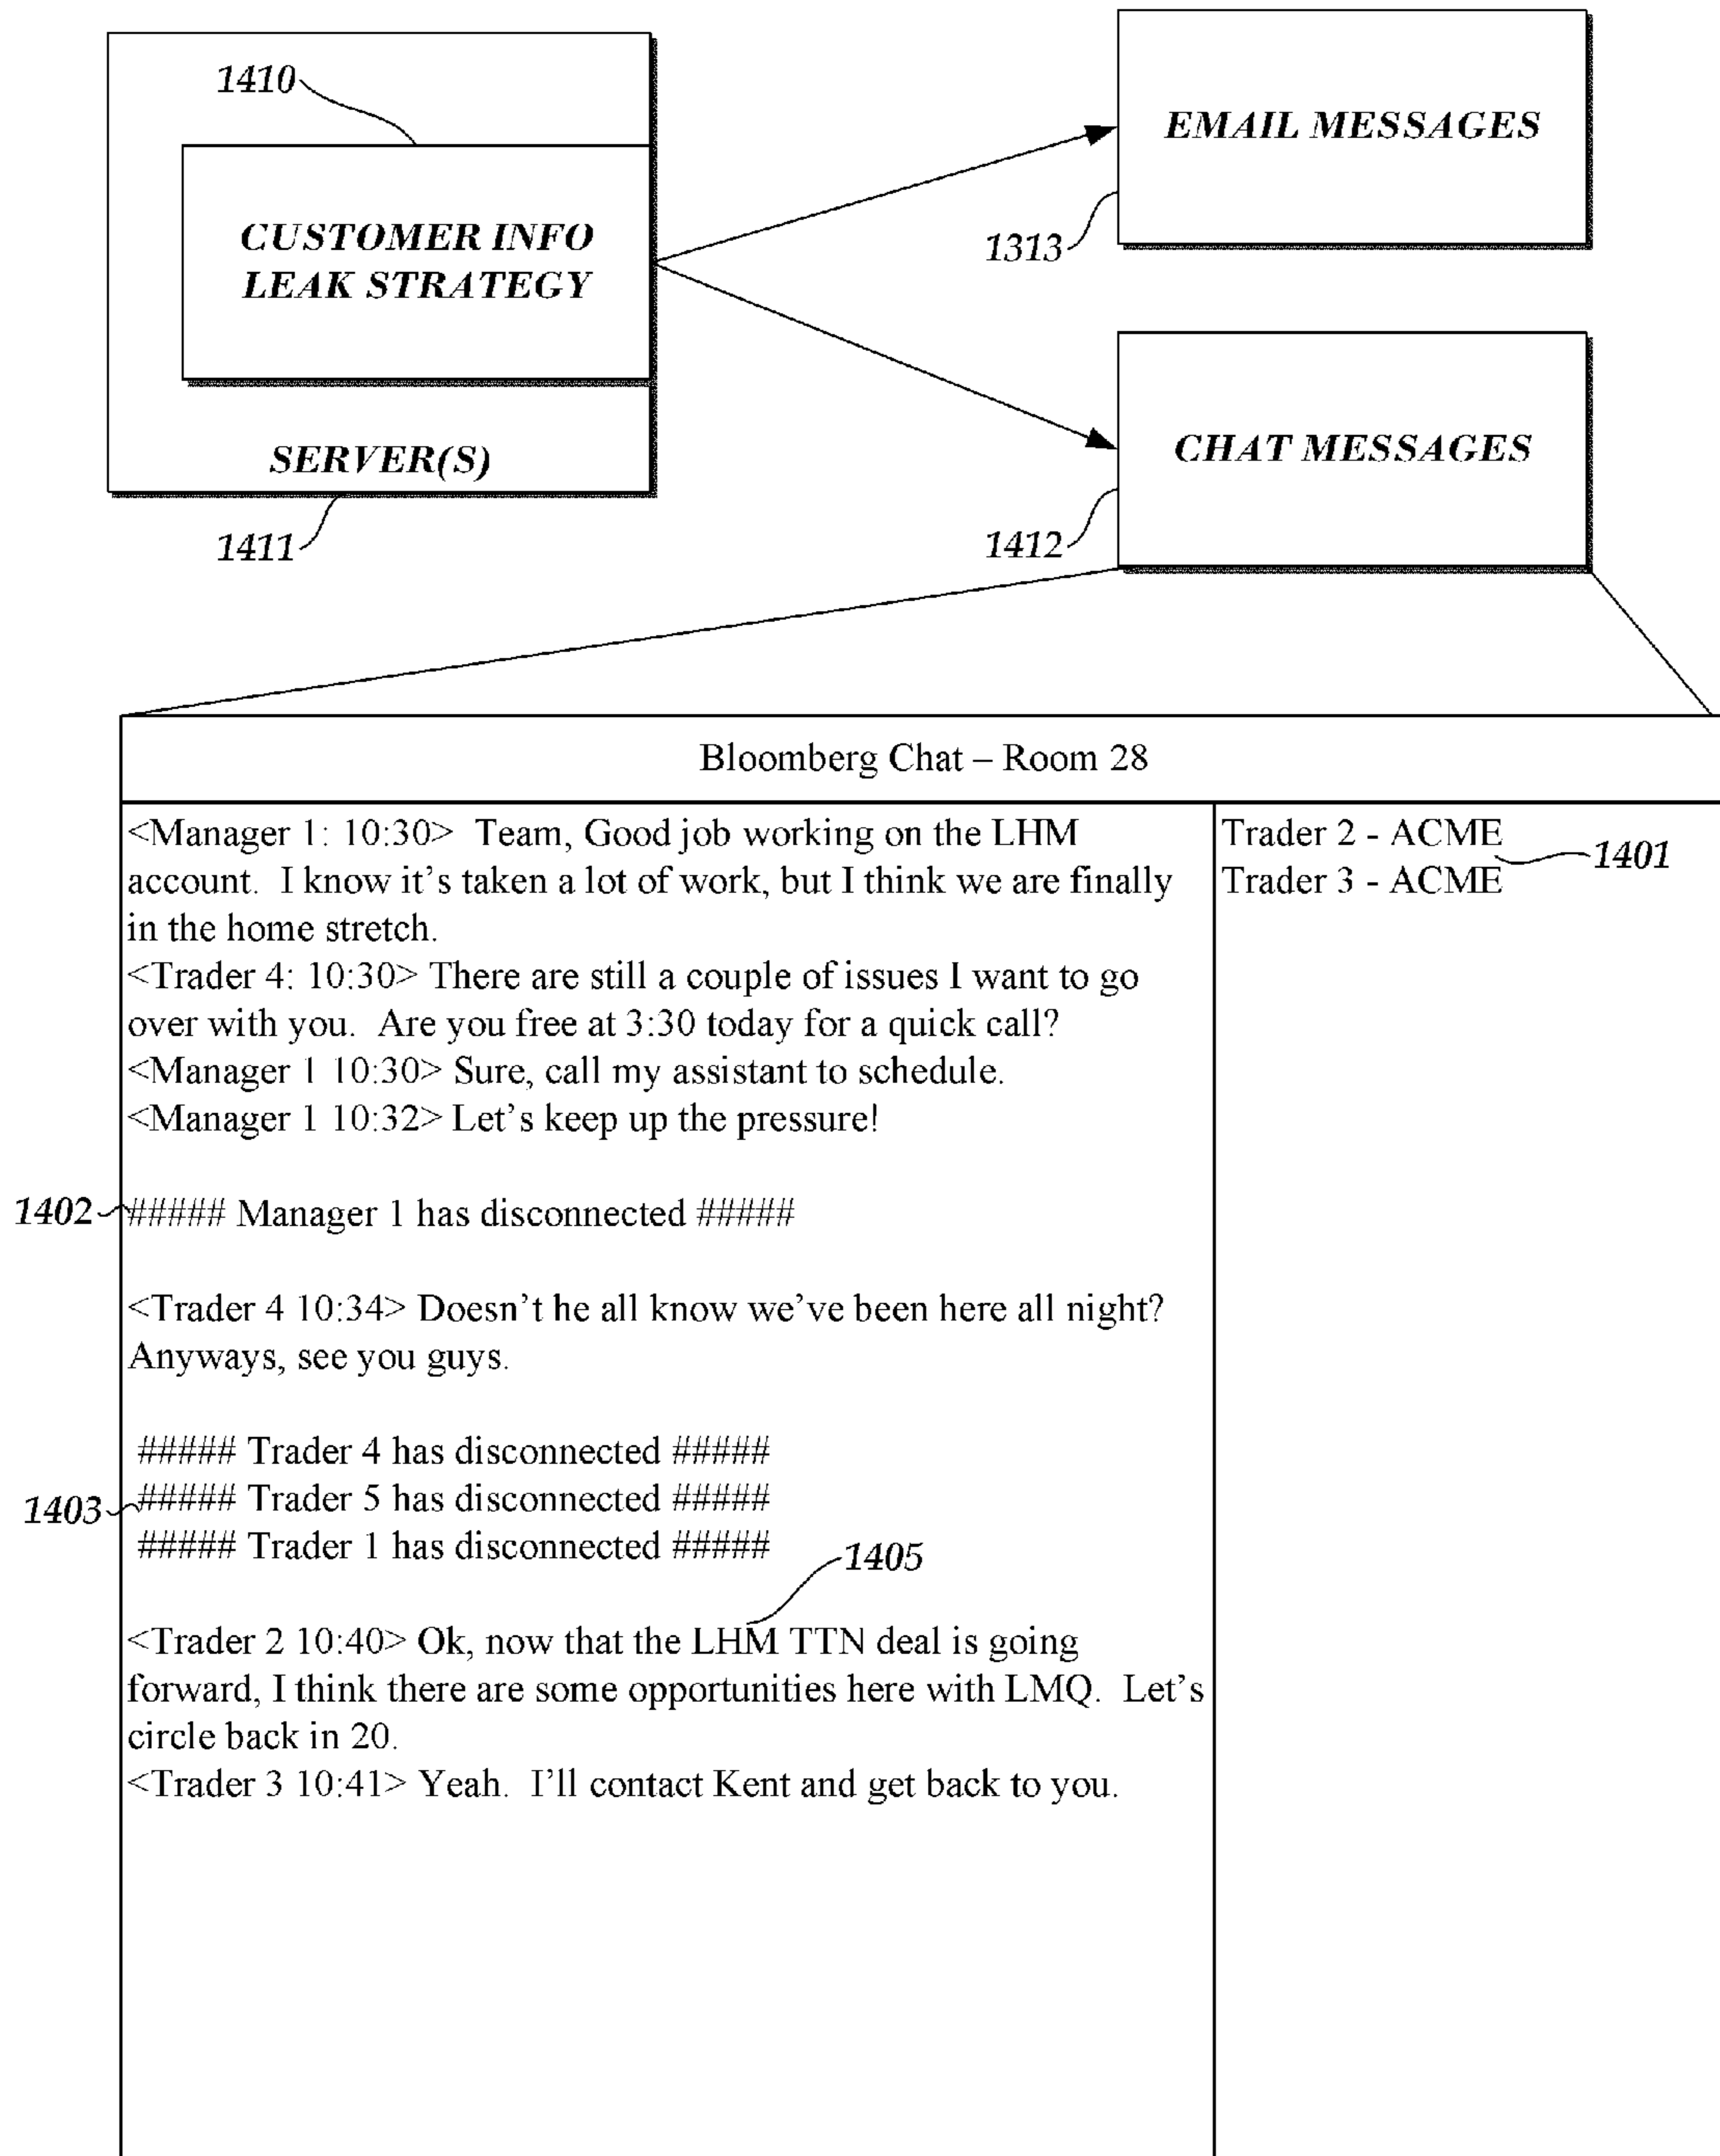 1410
CUSTOMER INFO
LEAK STRATEGY
SERVER(S)
1411
EMAIL MESSAGES
1313
CHAT MESSAGES
1412
Bloomberg Chat – Room 28
<Manager 1: 10:30>  Team, Good job working on the LHM
account.  I know it's taken a lot of work, but I think we are finally
in the home stretch.
<Trader 4: 10:30> There are still a couple of issues I want to go
over with you.  Are you free at 3:30 today for a quick call?
<Manager 1 10:30> Sure, call my assistant to schedule.
<Manager 1 10:32> Let's keep up the pressure!
1402
##### Manager 1 has disconnected #####
<Trader 4 10:34> Doesn't he all know we've been here all night?
Anyways, see you guys.
##### Trader 4 has disconnected #####
1403
##### Trader 5 has disconnected #####
##### Trader 1 has disconnected #####
1405
<Trader 2 10:40> Ok, now that the LHM TTN deal is going
forward, I think there are some opportunities here with LMQ.  Let's
circle back in 20.
<Trader 3 10:41> Yeah.  I'll contact Kent and get back to you.
Trader 2 - ACME
Trader 3 - ACME
1401